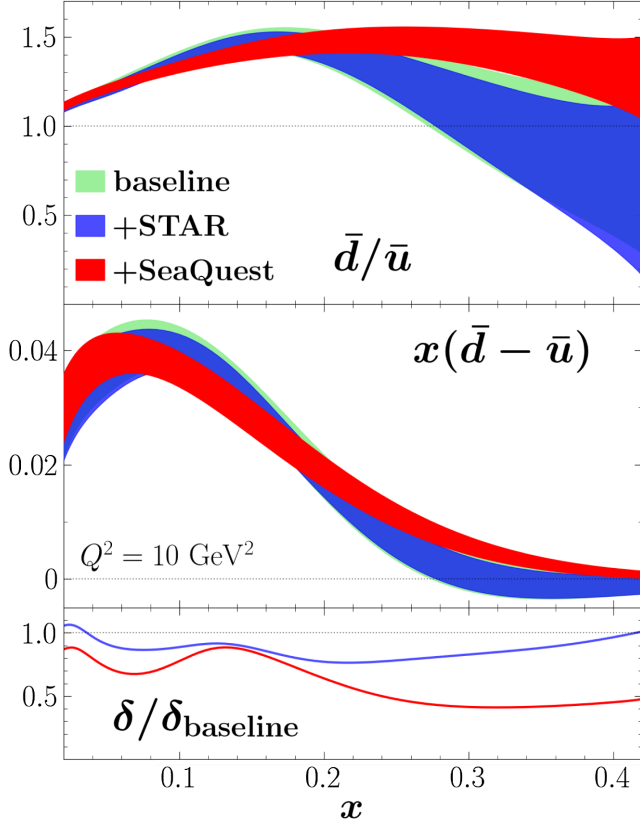 1.5
1.0
0.5
baseline
+STAR
+SeaQuest
d̄/ū
0.04
0.02
0
x(d̄ − ū)
Q² = 10 GeV²
1.0
0.5
δ/δbaseline
0.1 0.2 0.3 0.4
x